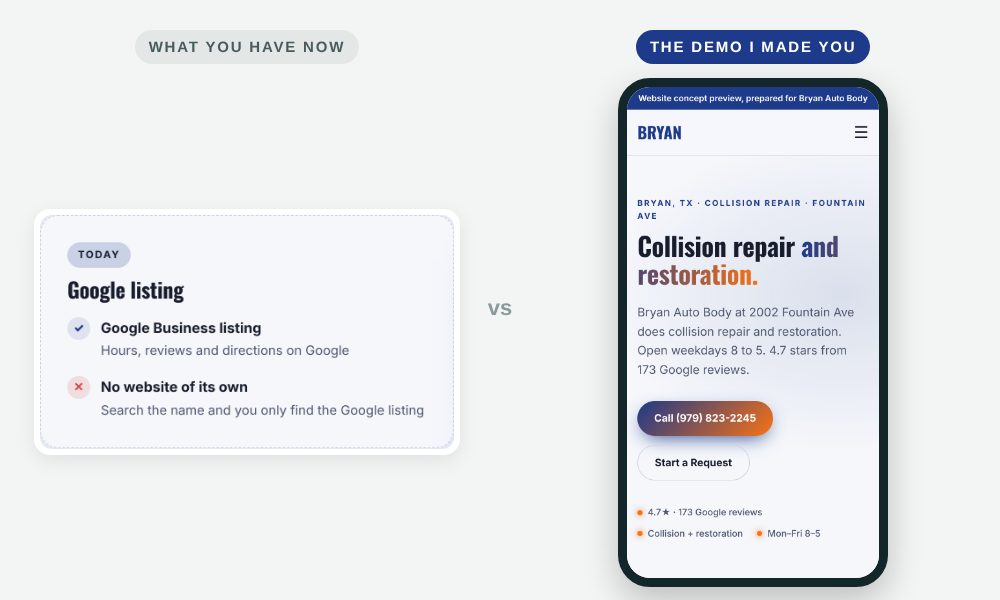 WHAT YOU HAVE NOW
TODAY
Google listing
Google Business listing
Hours, reviews and directions on Google
No website of its own
Search the name and you only find the Google listing
vs
THE DEMO I MADE YOU
Website concept preview, prepared for Bryan Auto Body
BRYAN
BRYAN, TX · COLLISION REPAIR · FOUNTAIN
AVE
Collision repair and
restoration.
Bryan Auto Body at 2002 Fountain Ave
does collision repair and restoration.
Open weekdays 8 to 5. 4.7 stars from
173 Google reviews.
Call (979) 823-2245
Start a Request
4.7★ · 173 Google reviews
Collision + restoration
Mon–Fri 8–5